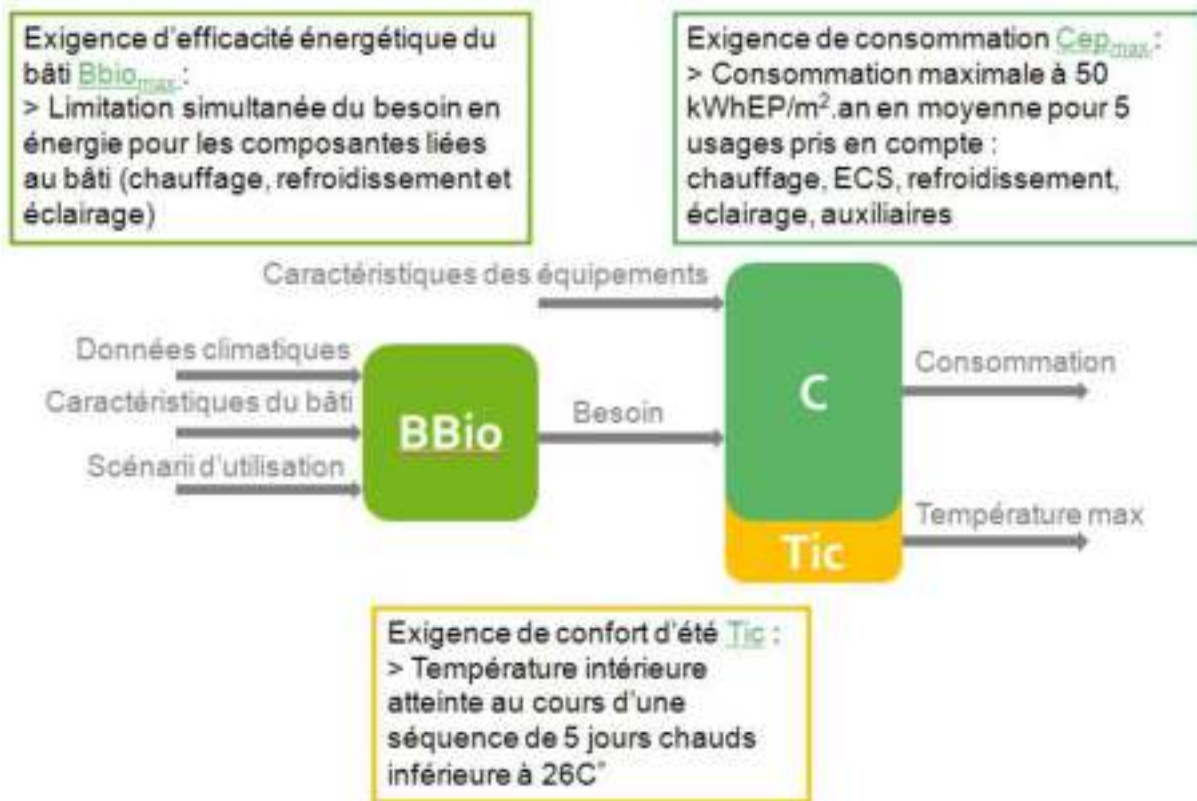 Exigence d'efficacité énergétique du
bâti Bbiomax :
> Limitation simultanée du besoin en
énergie pour les composantes liées
au bâti (chauffage, refroidissement et
éclairage)
Exigence de consommation Cepmax :
> Consommation maximale à 50
kWhEP/m².an en moyenne pour 5
usages pris en compte :
chauffage, ECS, refroidissement,
éclairage, auxiliaires
Caractéristiques des équipements
Données climatiques
Caractéristiques du bâti
Scénarii d'utilisation
BBio
Besoin
C
Tic
Consommation
Température max
Exigence de confort d'été Tic :
> Température intérieure
atteinte au cours d'une
séquence de 5 jours chauds
inférieure à 26C°